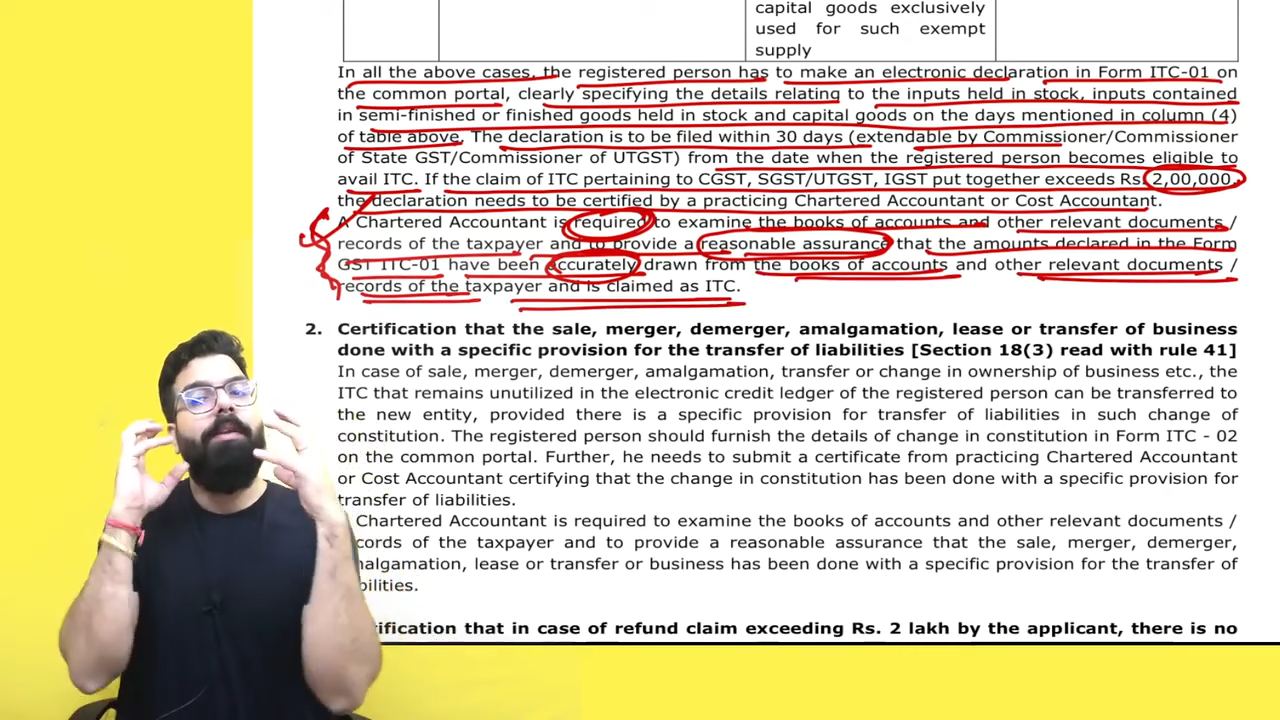 capital goods exclusively
used for such exempt
supply
In all the above cases, the registered person has to make an electronic declaration in Form ITC-01 on
the common portal, clearly specifying the details relating to the inputs held in stock, inputs contained
in semi-finished or finished goods held in stock and capital goods on the days mentioned in column (4)
of table above. The declaration is to be filed within 30 days (extendable by Commissioner/Commissioner
of State GST/Commissioner of UTGST) from the date when the registered person becomes eligible to
avail ITC. If the claim of ITC pertaining to CGST, SGST/UTGST, IGST put together exceeds Rs. 2,00,000,
the declaration needs to be certified by a practicing Chartered Accountant or Cost Accountant.
A Chartered Accountant is required to examine the books of accounts and other relevant documents /
records of the taxpayer and to provide a reasonable assurance that the amounts declared in the Form
GST ITC-01 have been accurately drawn from the books of accounts and other relevant documents /
records of the taxpayer and is claimed as ITC.
2. Certification that the sale, merger, demerger, amalgamation, lease or transfer of business
done with a specific provision for the transfer of liabilities [Section 18(3) read with rule 41]
In case of sale, merger, demerger, amalgamation, transfer or change in ownership of business etc., the
ITC that remains unutilized in the electronic credit ledger of the registered person can be transferred to
the new entity, provided there is a specific provision for transfer of liabilities in such change of
constitution. The registered person should furnish the details of change in constitution in Form ITC - 02
on the common portal. Further, he needs to submit a certificate from practicing Chartered Accountant
or Cost Accountant certifying that the change in constitution has been done with a specific provision for
transfer of liabilities.
Chartered Accountant is required to examine the books of accounts and other relevant documents /
cords of the taxpayer and to provide a reasonable assurance that the sale, merger, demerger,
nalgamation, lease or transfer or business has been done with a specific provision for the transfer of
bilities.
tification that in case of refund claim exceeding Rs. 2 lakh by the applicant, there is no